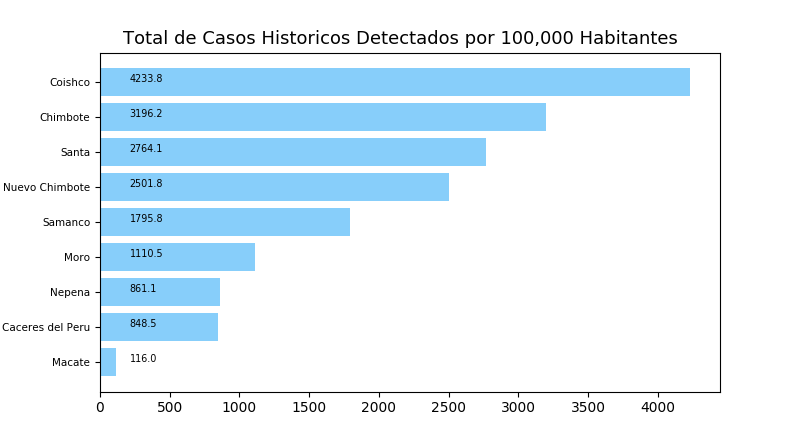 Total de Casos Historicos Detectados por 100,000 Habitantes
Coishco 4233.8
Chimbote 3196.2
Santa 2764.1
Nuevo Chimbote 2501.8
Samanco 1795.8
Moro 1110.5
Nepena 861.1
Caceres del Peru 848.5
Macate 116.0
0 500 1000 1500 2000 2500 3000 3500 4000